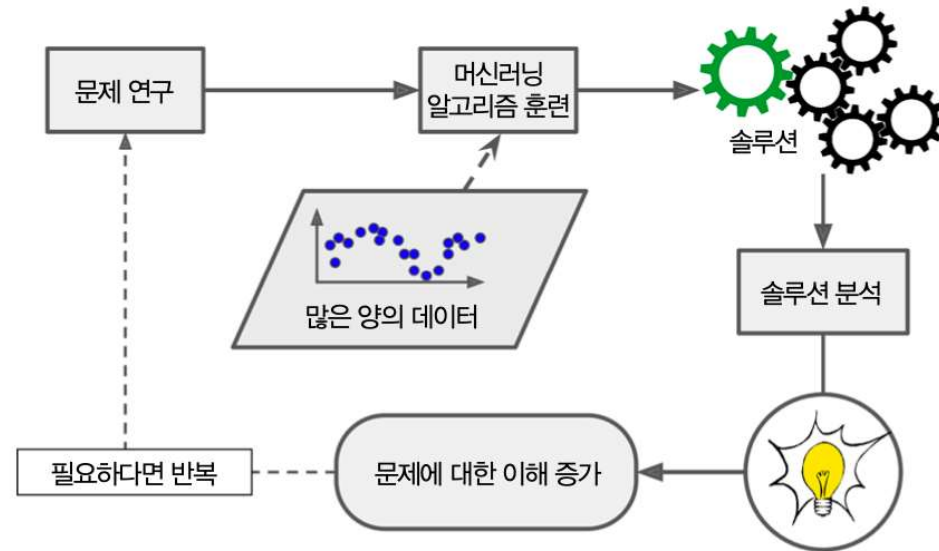 문제 연구
머신러닝
알고리즘 훈련
솔루션
많은 양의 데이터
솔루션 분석
필요하다면 반복
문제에 대한 이해 증가